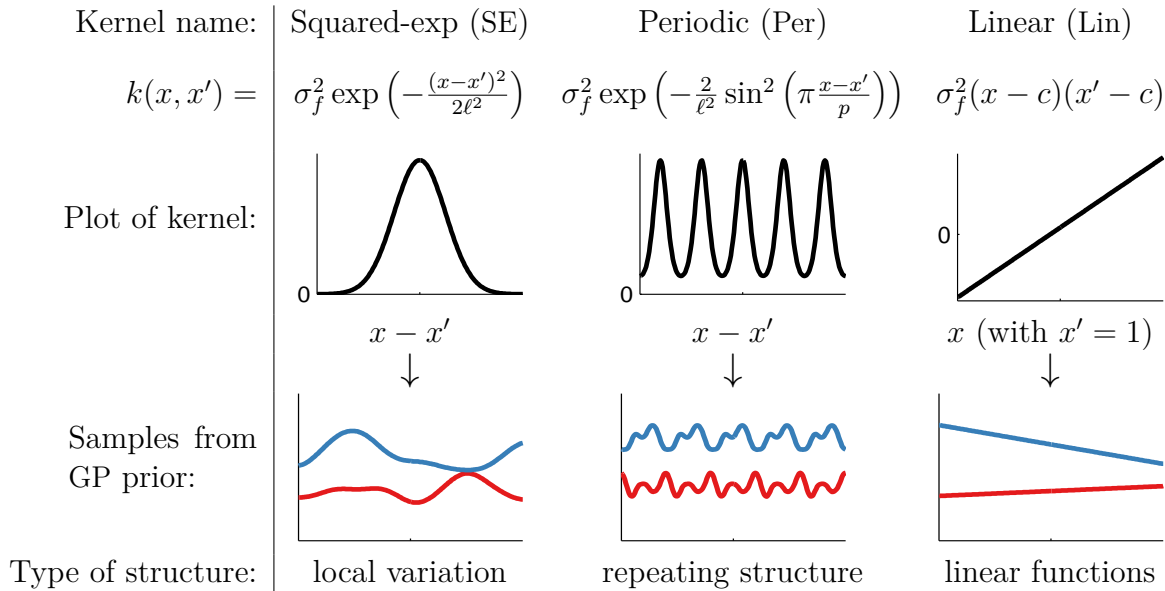 Kernel name: Squared-exp (SE) Periodic (Per) Linear (Lin)
k(x, x′) = σ_f^2 exp(−(x−x′)^2/2ℓ^2) σ_f^2 exp(−2/ℓ^2 sin^2(π x−x′/p)) σ_f^2(x − c)(x′ − c)
Plot of kernel:
0
0
0
x − x′ x − x′ x (with x′ = 1)
↓ ↓ ↓
Samples from
GP prior:
Type of structure: local variation repeating structure linear functions